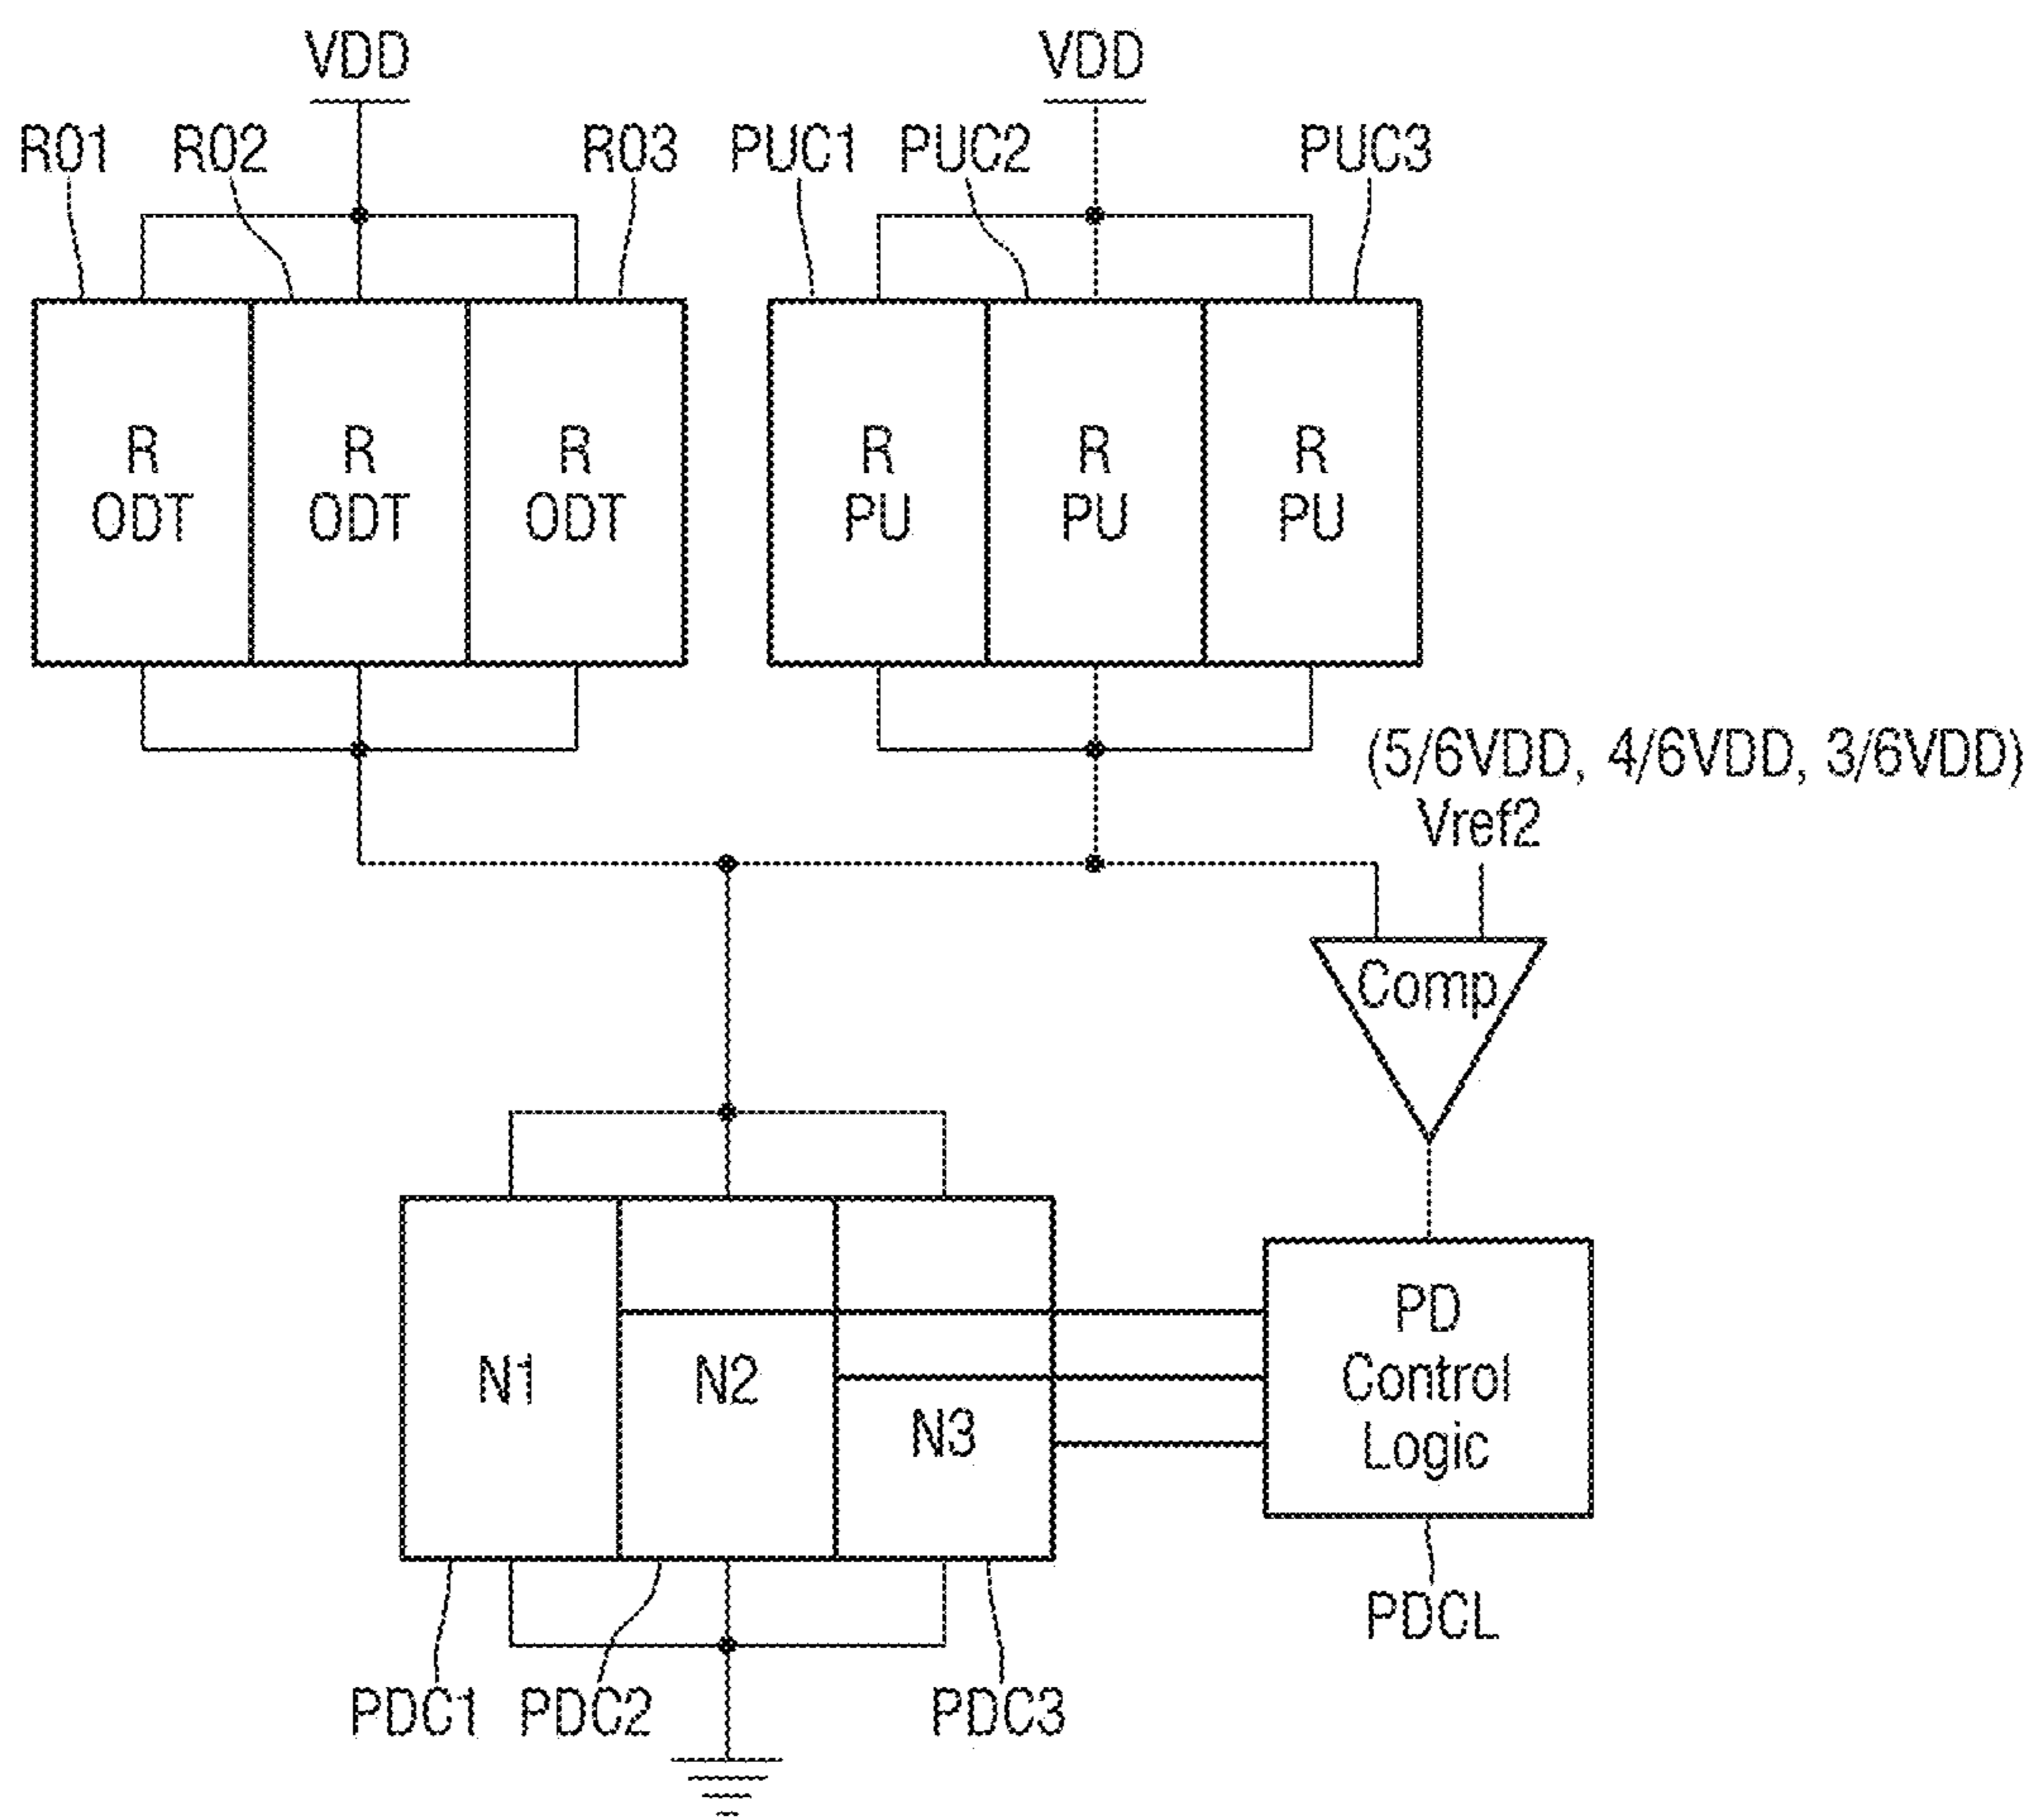 VDD VDD
R01 R02 R03 PUC1 PUC2 PUC3
R ODT R ODT R ODT R PU R PU R PU
(5/6VDD, 4/6VDD, 3/6VDD)
Vref2
Comp
N1 N2 N3
PD
Control
Logic
PDCL
PDC1 PDC2 PDC3